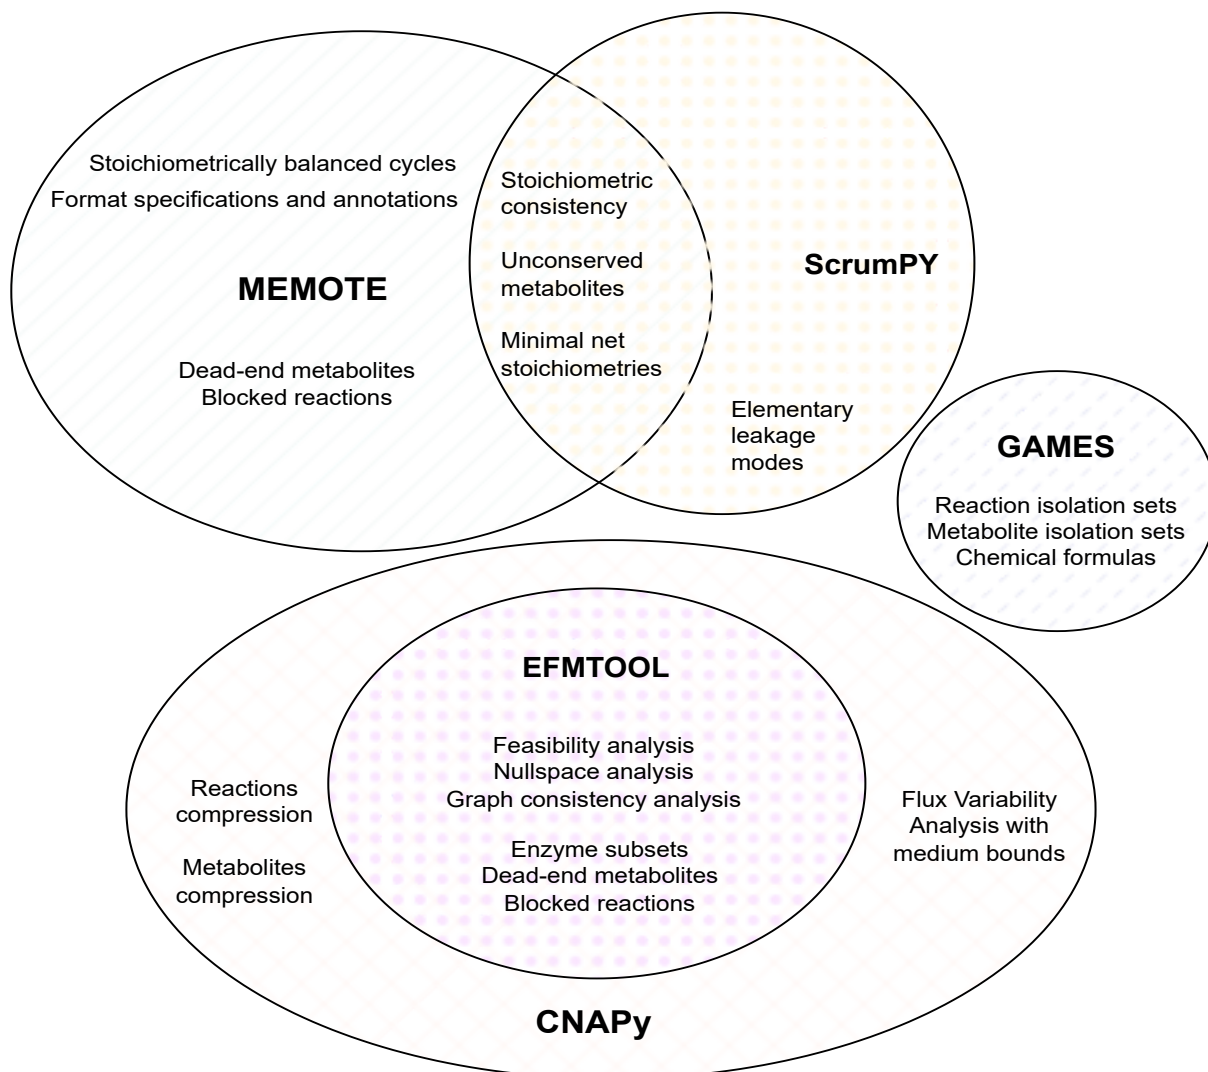 Stoichiometrically balanced cycles
Format specifications and annotations
MEMOTE
Dead-end metabolites
Blocked reactions
Stoichiometric
consistency
Unconserved
metabolites
Minimal net
stoichiometries
ScrumPY
Elementary
leakage
modes
GAMES
Reaction isolation sets
Metabolite isolation sets
Chemical formulas
EFMTOOL
Feasibility analysis
Nullspace analysis
Graph consistency analysis
Enzyme subsets
Dead-end metabolites
Blocked reactions
Reactions
compression
Metabolites
compression
Flux Variability
Analysis with
medium bounds
CNAPy